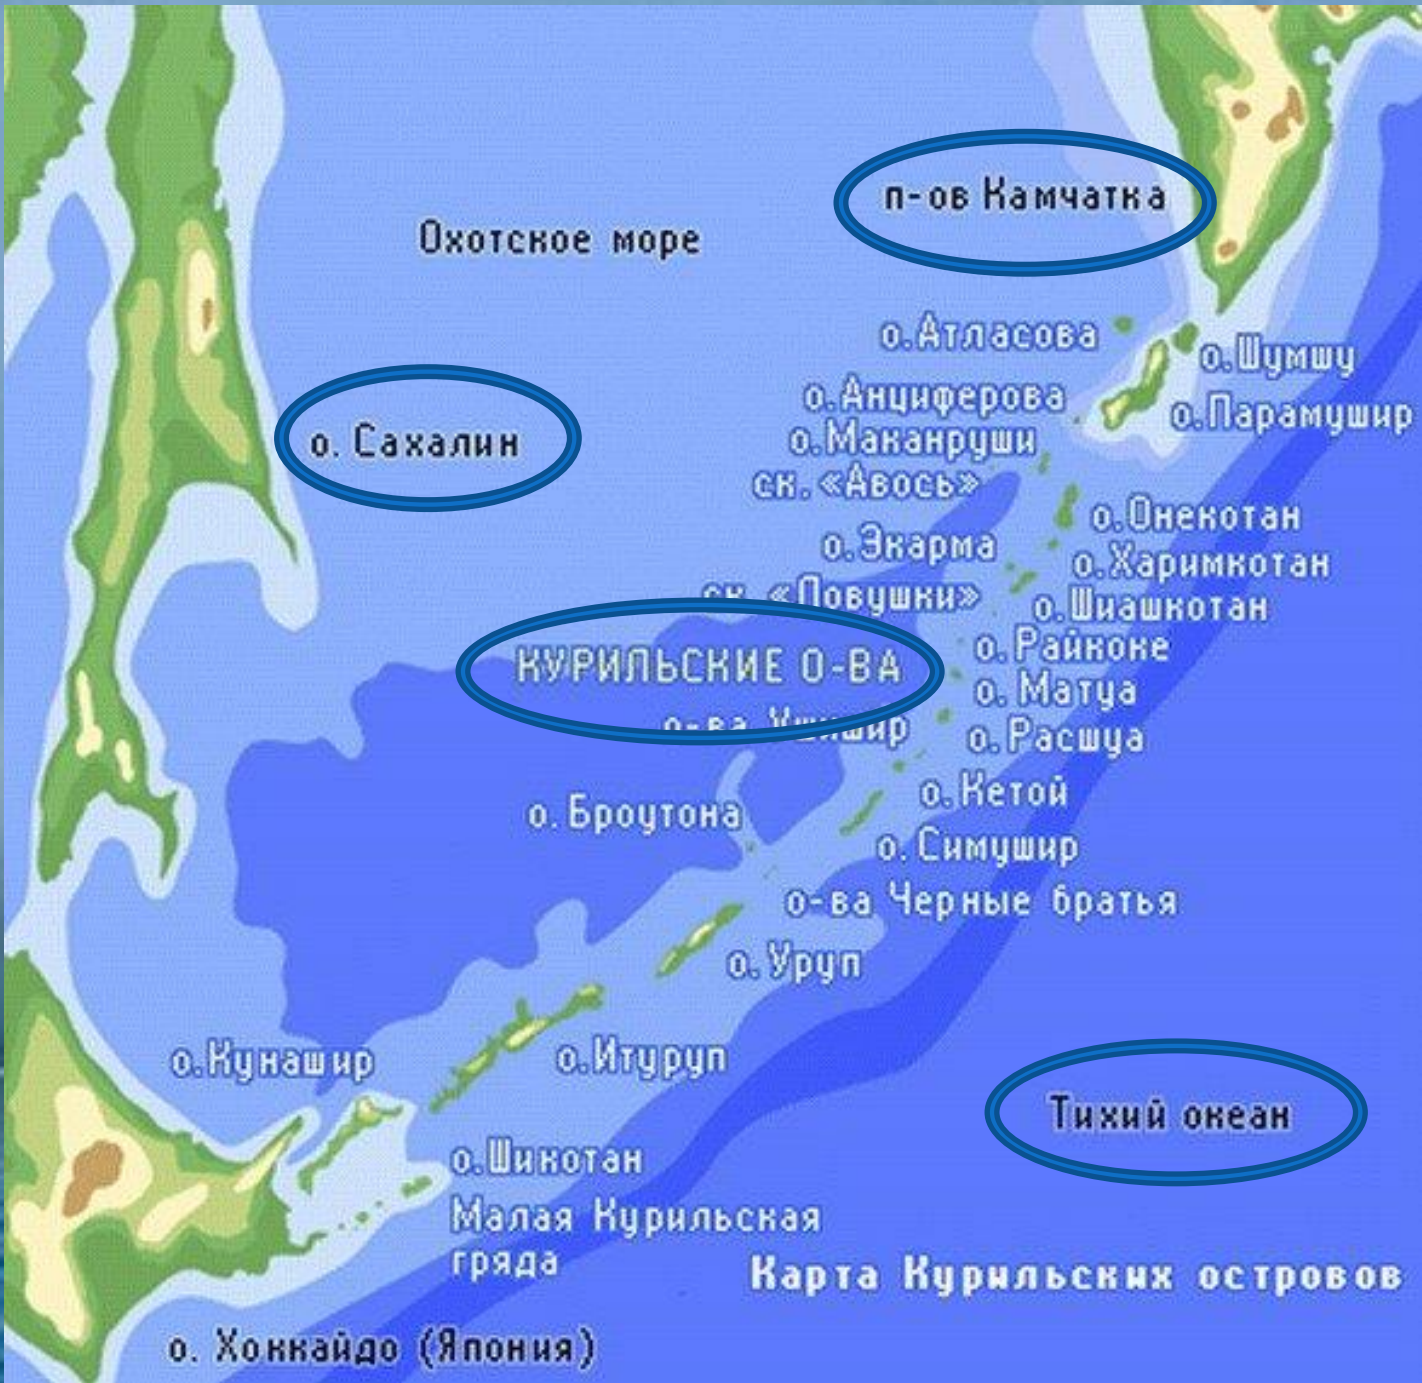 п-ов Камчатка
Охотское море
о. Атласова
о. Шумшу
о. Анциферова
о. Парамушир
о. Маканруши
о. Сахалин
ск. «Авось»
о. Онекотан
о. Экарма
о. Харимкотан
ск. «Ловушки»
о. Шиашкотан
о. Райкоке
КУРИЛЬСКИЕ О-ВА
о. Матуа
о-ва Ушишир
о. Расшуа
о. Кетой
о. Броутона
о. Симушир
о-ва Черные братья
о. Уруп
о. Кунашир
о. Итуруп
Тихий океан
о. Шикотан
Малая Курильская
гряда
Карта Курильских островов
о. Хоккайдо (Япония)